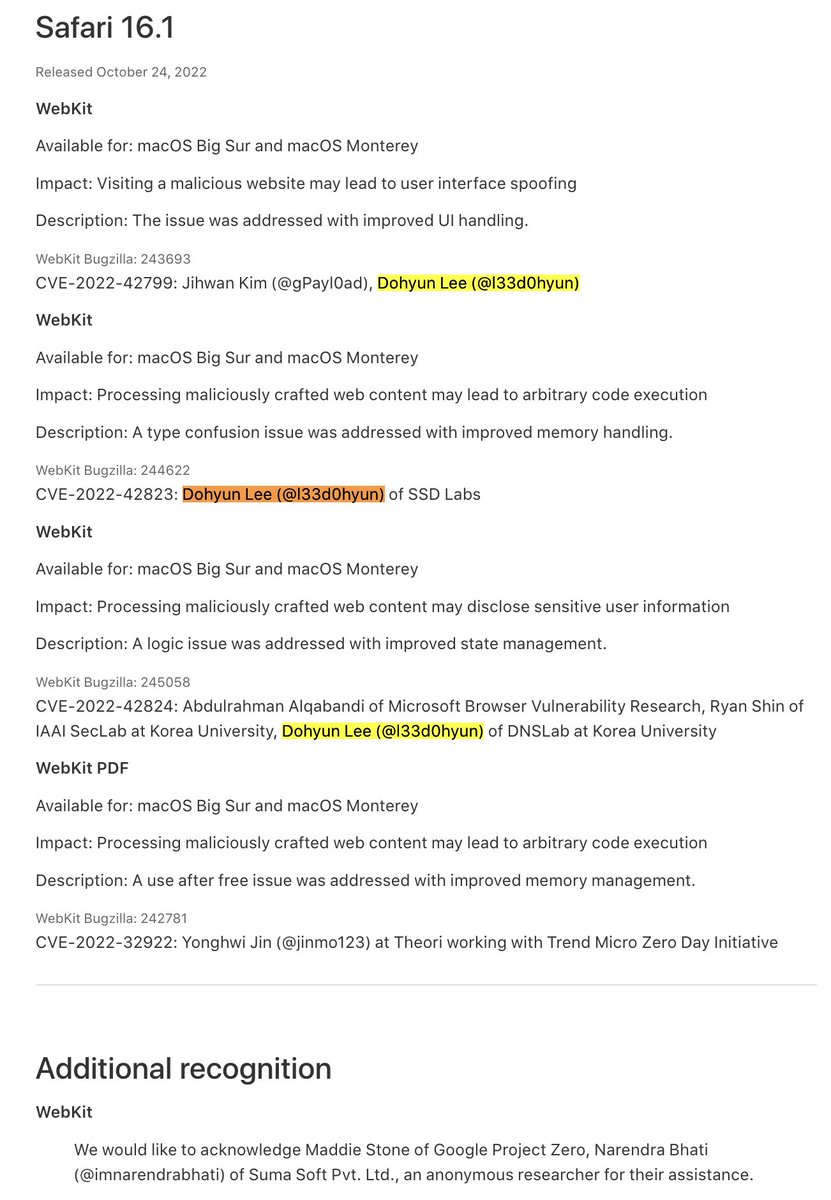 Safari 16.1
Released October 24, 2022
WebKit
Available for: macOS Big Sur and macOS Monterey
Impact: Visiting a malicious website may lead to user interface spoofing
Description: The issue was addressed with improved UI handling.
WebKit Bugzilla: 243693
CVE-2022-42799: Jihwan Kim (@gPayl0ad), Dohyun Lee (@l33d0hyun)
WebKit
Available for: macOS Big Sur and macOS Monterey
Impact: Processing maliciously crafted web content may lead to arbitrary code execution
Description: A type confusion issue was addressed with improved memory handling.
WebKit Bugzilla: 244622
CVE-2022-42823: Dohyun Lee (@l33d0hyun) of SSD Labs
WebKit
Available for: macOS Big Sur and macOS Monterey
Impact: Processing maliciously crafted web content may disclose sensitive user information
Description: A logic issue was addressed with improved state management.
WebKit Bugzilla: 245058
CVE-2022-42824: Abdulrahman Alqabandi of Microsoft Browser Vulnerability Research, Ryan Shin of
IAAI SecLab at Korea University, Dohyun Lee (@l33d0hyun) of DNSLab at Korea University
WebKit PDF
Available for: macOS Big Sur and macOS Monterey
Impact: Processing maliciously crafted web content may lead to arbitrary code execution
Description: A use after free issue was addressed with improved memory management.
WebKit Bugzilla: 242781
CVE-2022-32922: Yonghwi Jin (@jinmo123) at Theori working with Trend Micro Zero Day Initiative
Additional recognition
WebKit
We would like to acknowledge Maddie Stone of Google Project Zero, Narendra Bhati
(@imnarendrabhati) of Suma Soft Pvt. Ltd., an anonymous researcher for their assistance.